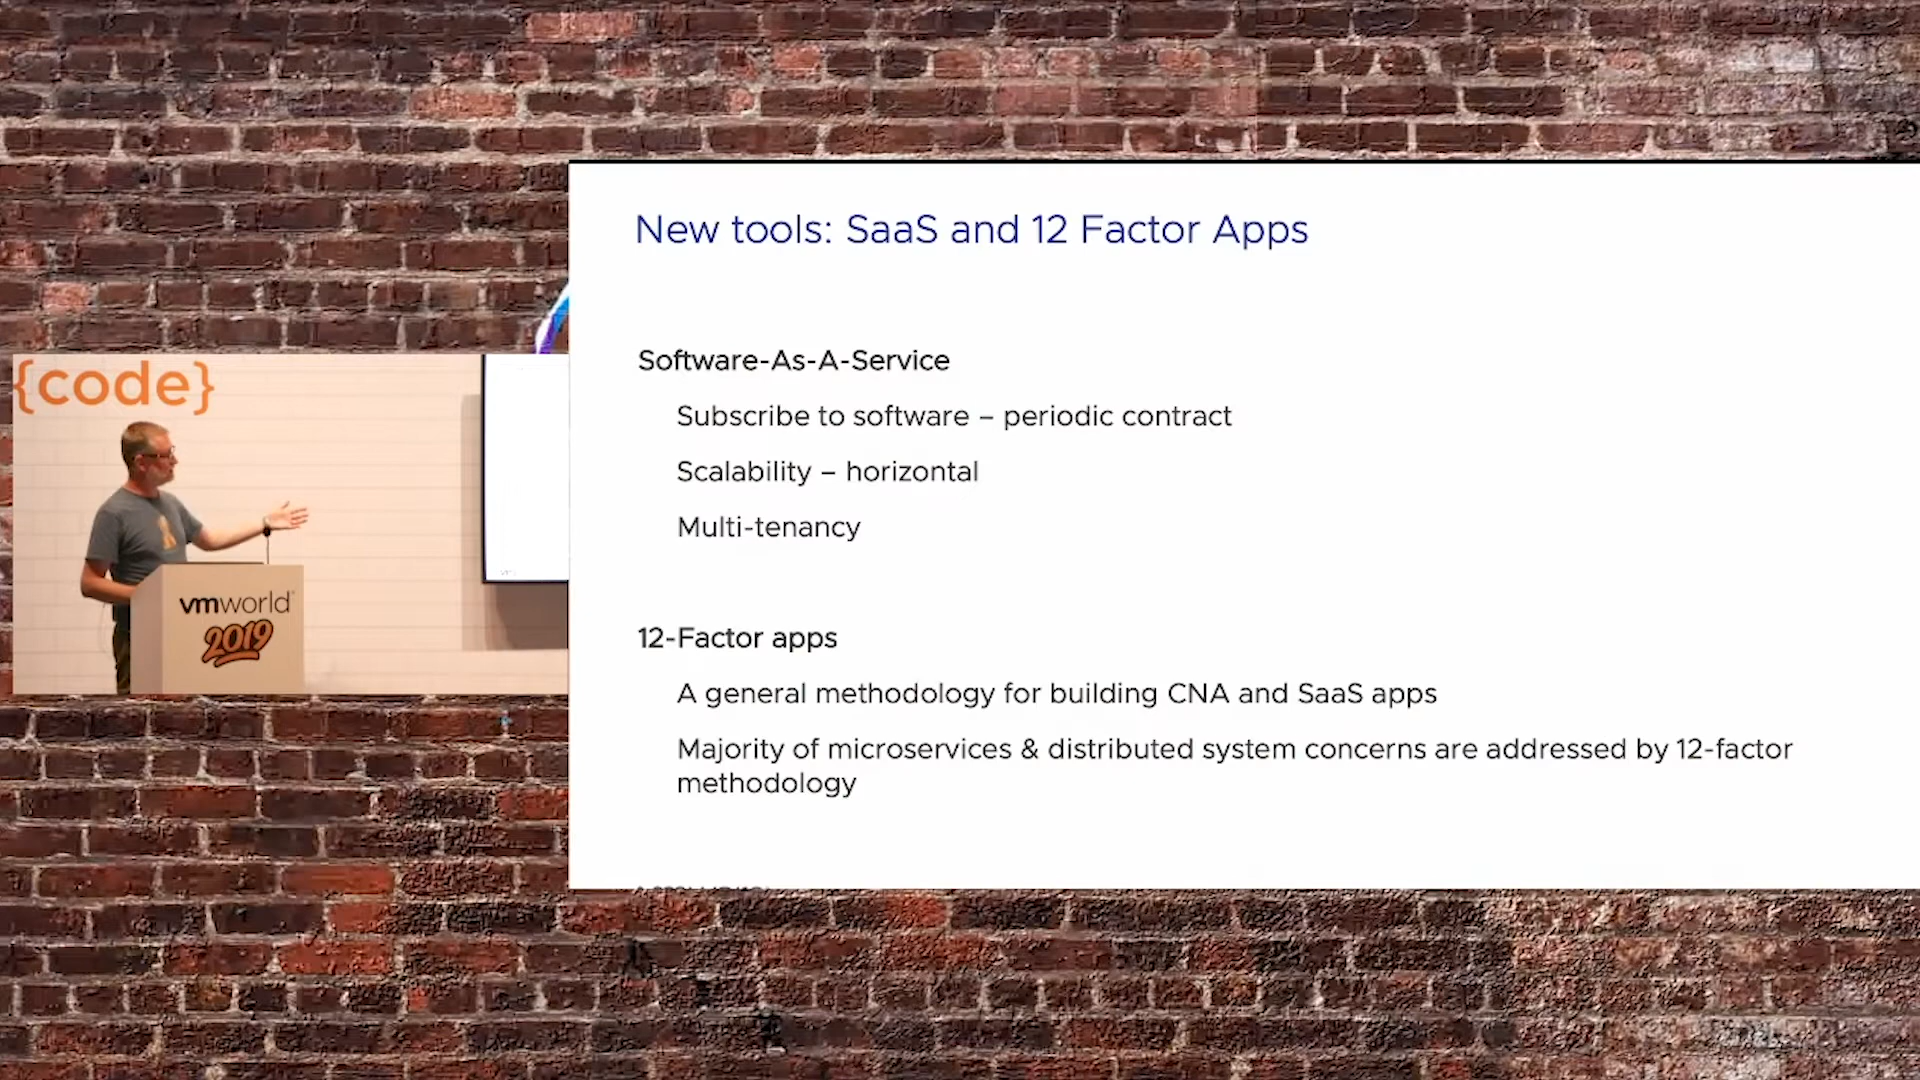 New tools: SaaS and 12 Factor Apps
Software-As-A-Service
Subscribe to software – periodic contract
Scalability – horizontal
Multi-tenancy
12-Factor apps
A general methodology for building CNA and SaaS apps
Majority of microservices & distributed system concerns are addressed by 12-factor
methodology
{code}
vmworld
2019